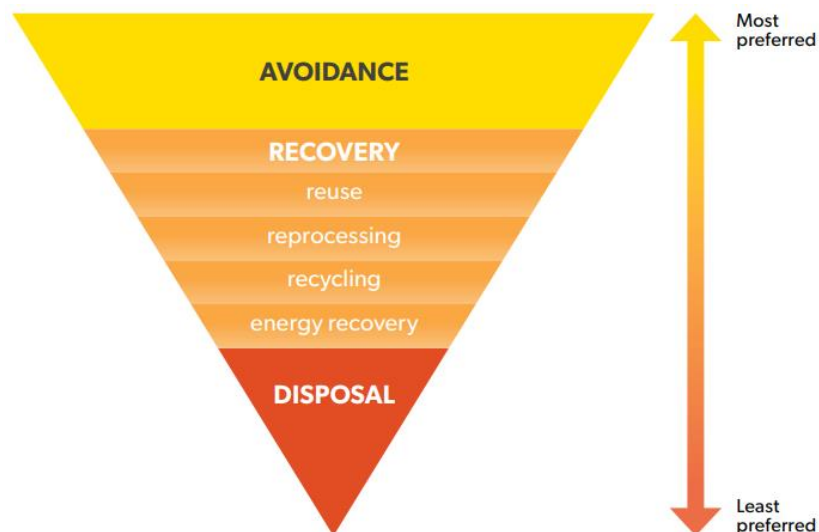 Most
preferred
AVOIDANCE
RECOVERY
reuse
reprocessing
recycling
energy recovery
DISPOSAL
Least
preferred